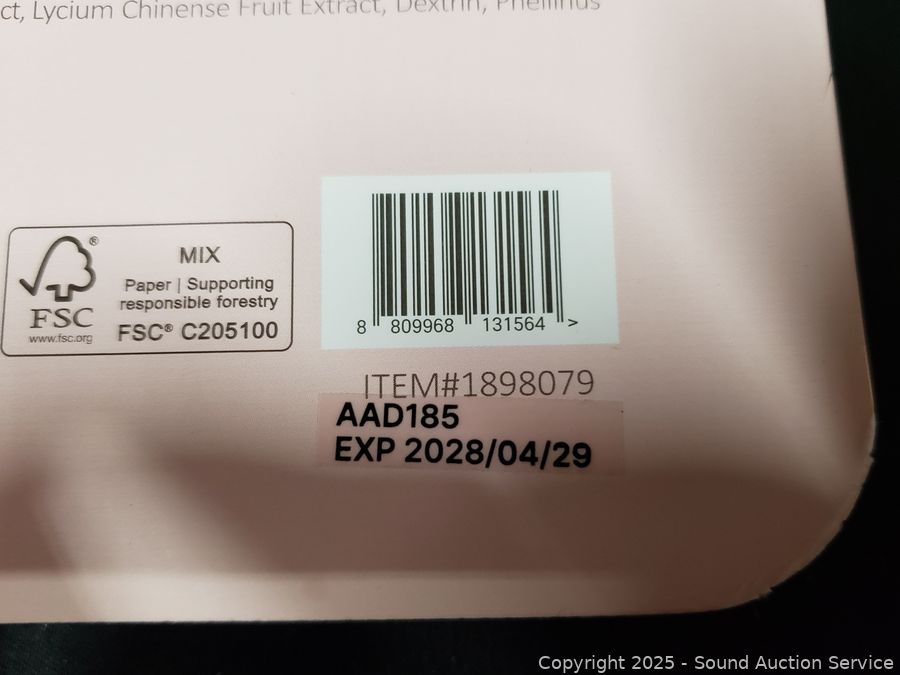 ct, Lycium Chinense Fruit Extract, Dextrin, Phellinus
FSC®
www.fsc.org
MIX
Paper | Supporting
responsible forestry
FSC® C205100
8 809968 131564 >
ITEM#1898079
AAD185
EXP 2028/04/29
Copyright 2025 - Sound Auction Service